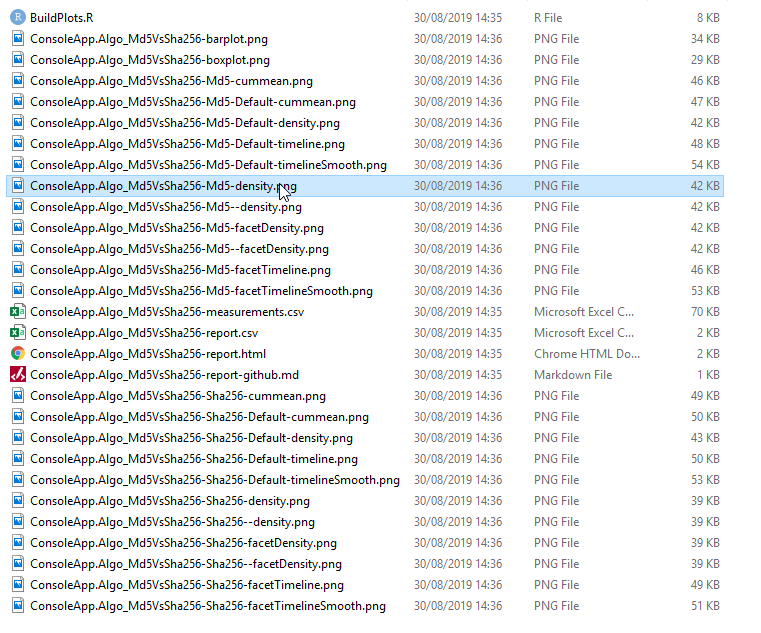 BuildPlots.R 30/08/2019 14:35 R File 8 KB
ConsoleApp.Algo_Md5VsSha256-barplot.png 30/08/2019 14:36 PNG File 34 KB
ConsoleApp.Algo_Md5VsSha256-boxplot.png 30/08/2019 14:36 PNG File 29 KB
ConsoleApp.Algo_Md5VsSha256-Md5-cummean.png 30/08/2019 14:36 PNG File 46 KB
ConsoleApp.Algo_Md5VsSha256-Md5-Default-cummean.png 30/08/2019 14:36 PNG File 47 KB
ConsoleApp.Algo_Md5VsSha256-Md5-Default-density.png 30/08/2019 14:36 PNG File 42 KB
ConsoleApp.Algo_Md5VsSha256-Md5-Default-timeline.png 30/08/2019 14:36 PNG File 48 KB
ConsoleApp.Algo_Md5VsSha256-Md5-Default-timelineSmooth.png 30/08/2019 14:36 PNG File 54 KB
ConsoleApp.Algo_Md5VsSha256-Md5-density.png 30/08/2019 14:36 PNG File 42 KB
ConsoleApp.Algo_Md5VsSha256-Md5--density.png 30/08/2019 14:36 PNG File 42 KB
ConsoleApp.Algo_Md5VsSha256-Md5-facetDensity.png 30/08/2019 14:36 PNG File 42 KB
ConsoleApp.Algo_Md5VsSha256-Md5--facetDensity.png 30/08/2019 14:36 PNG File 42 KB
ConsoleApp.Algo_Md5VsSha256-Md5-facetTimeline.png 30/08/2019 14:36 PNG File 46 KB
ConsoleApp.Algo_Md5VsSha256-Md5-facetTimelineSmooth.png 30/08/2019 14:36 PNG File 53 KB
ConsoleApp.Algo_Md5VsSha256-measurements.csv 30/08/2019 14:35 Microsoft Excel C... 70 KB
ConsoleApp.Algo_Md5VsSha256-report.csv 30/08/2019 14:35 Microsoft Excel C... 2 KB
ConsoleApp.Algo_Md5VsSha256-report.html 30/08/2019 14:35 Chrome HTML Do... 2 KB
ConsoleApp.Algo_Md5VsSha256-report-github.md 30/08/2019 14:35 Markdown File 1 KB
ConsoleApp.Algo_Md5VsSha256-Sha256-cummean.png 30/08/2019 14:36 PNG File 49 KB
ConsoleApp.Algo_Md5VsSha256-Sha256-Default-cummean.png 30/08/2019 14:36 PNG File 50 KB
ConsoleApp.Algo_Md5VsSha256-Sha256-Default-density.png 30/08/2019 14:36 PNG File 43 KB
ConsoleApp.Algo_Md5VsSha256-Sha256-Default-timeline.png 30/08/2019 14:36 PNG File 50 KB
ConsoleApp.Algo_Md5VsSha256-Sha256-Default-timelineSmooth.png 30/08/2019 14:36 PNG File 53 KB
ConsoleApp.Algo_Md5VsSha256-Sha256-density.png 30/08/2019 14:36 PNG File 39 KB
ConsoleApp.Algo_Md5VsSha256-Sha256--density.png 30/08/2019 14:36 PNG File 39 KB
ConsoleApp.Algo_Md5VsSha256-Sha256-facetDensity.png 30/08/2019 14:36 PNG File 39 KB
ConsoleApp.Algo_Md5VsSha256-Sha256--facetDensity.png 30/08/2019 14:36 PNG File 39 KB
ConsoleApp.Algo_Md5VsSha256-Sha256-facetTimeline.png 30/08/2019 14:36 PNG File 49 KB
ConsoleApp.Algo_Md5VsSha256-Sha256-facetTimelineSmooth.png 30/08/2019 14:36 PNG File 51 KB